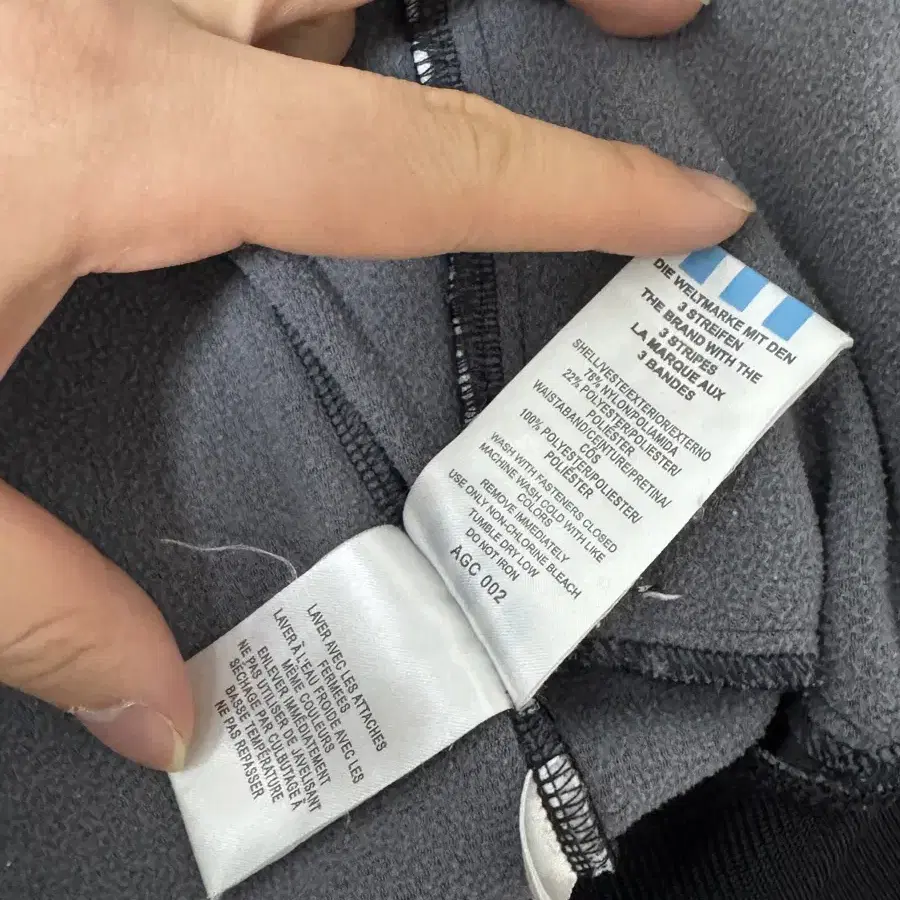 DIE WELTMARKE MIT DEN
3 STREIFEN
THE BRAND WITH THE
3 STRIPES
LA MARQUE AUX
3 BANDES
SHELL/VESTE/EXTERIOR/EXTERNO
78% NYLON/POLIAMIDA
22% POLYESTER/POLIESTER/
POLIÉSTER
CÓS
WAISTABAND/CEINTURE/PRETINA/
100% POLYESTER/POLIESTER/
POLIÉSTER
WASH WITH FASTENERS CLOSED
MACHINE WASH COLD WITH LIKE
COLORS
REMOVE IMMEDIATELY
USE ONLY NON-CHLORINE BLEACH
TUMBLE DRY LOW
DO NOT IRON
AGC 002
LAVER AVEC LES ATTACHES
FERMÉES
LAVER À L'EAU FROIDE AVEC LES
MÊME COULEURS
ENLEVER IMMÉDIATEMENT
NE PAS UTILISER DE JAVELISANT
SÉCHAGE PAR CULBUTAGE À
BASSE TEMPÉRATURE
NE PAS REPASSER